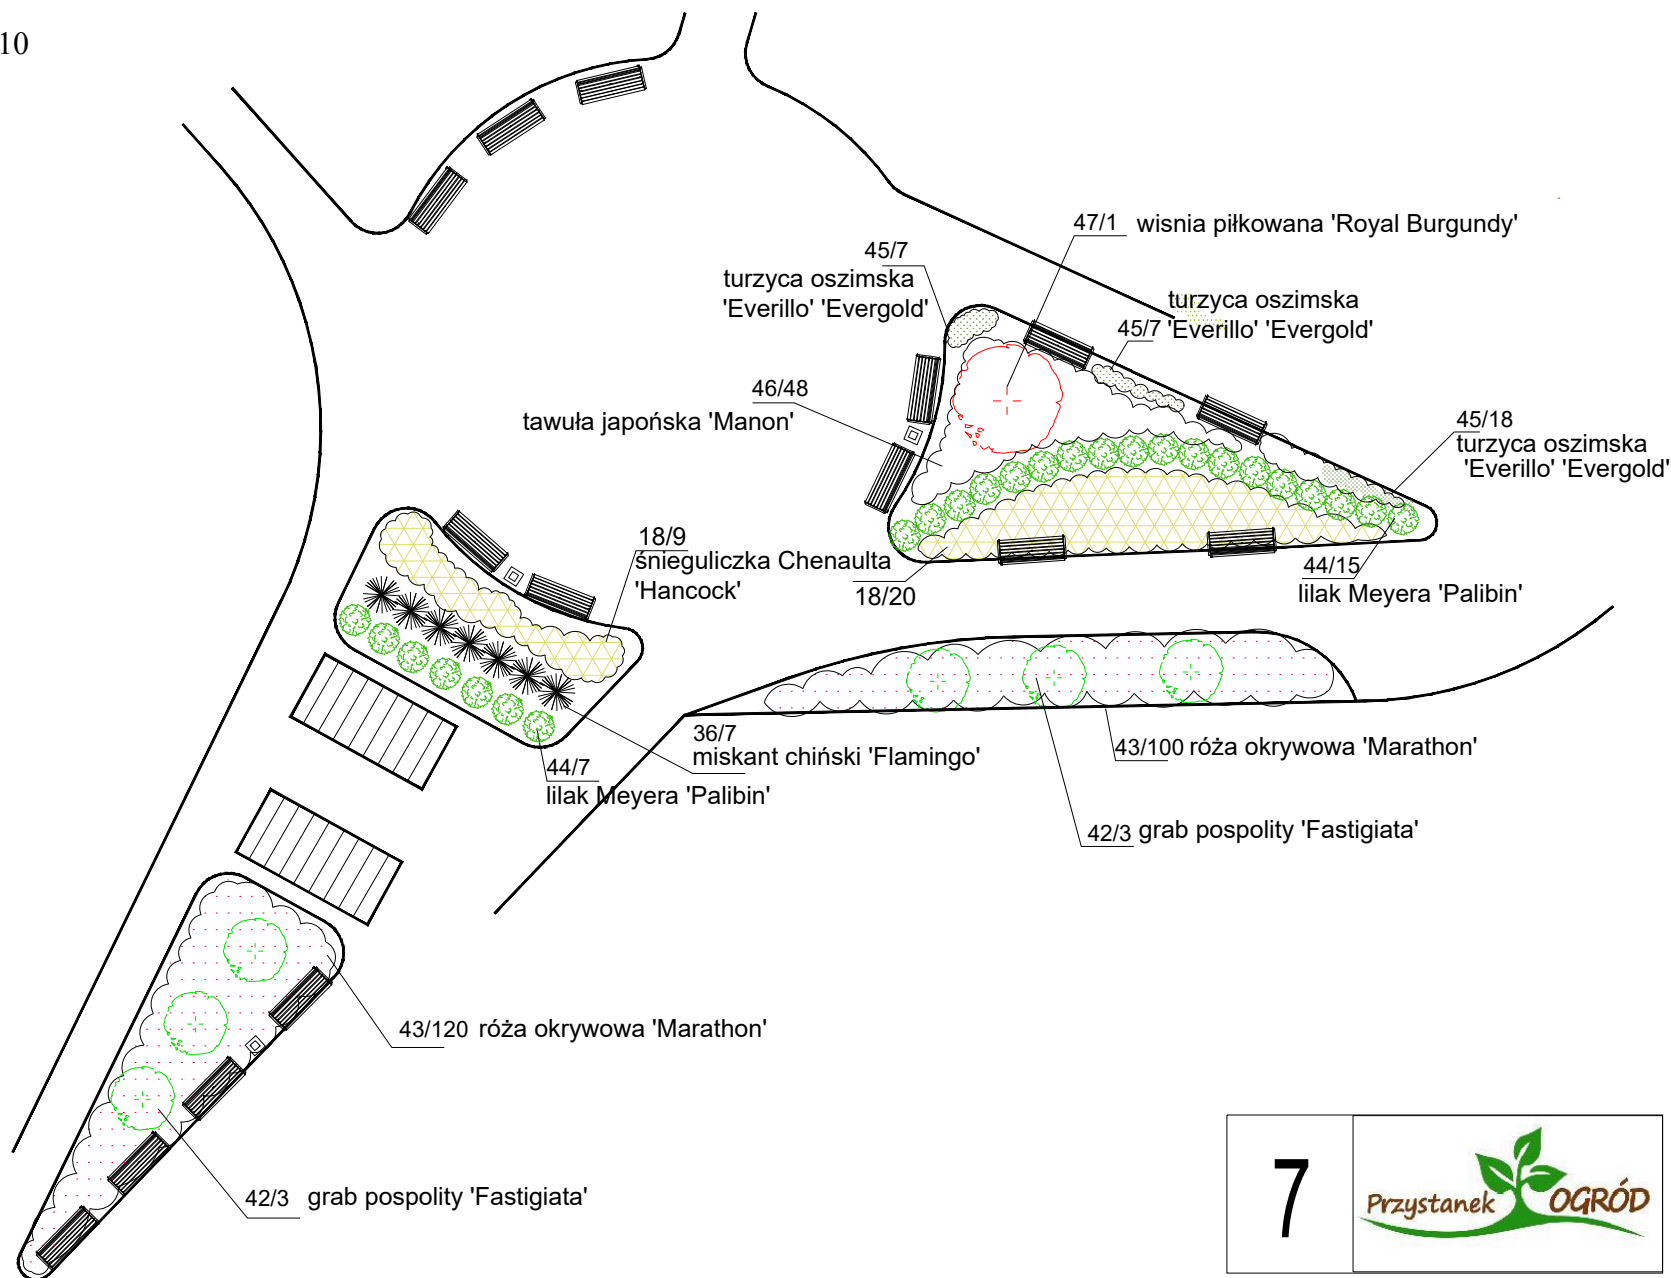 10
47/1 wisnia piłkowana 'Royal Burgundy'
45/7
turzyca oszimska
'Everillo' 'Evergold'
turzyca oszimska
45/7 'Everillo' 'Evergold'
46/48
tawuła japońska 'Manon'
45/18
turzyca oszimska
'Everillo' 'Evergold'
18/9
śnieguliczka Chenaulta
'Hancock'
18/20
44/15
lilak Meyera 'Palibin'
36/7
miskant chiński 'Flamingo'
44/7
lilak Meyera 'Palibin'
43/100 róża okrywowa 'Marathon'
42/3 grab pospolity 'Fastigiata'
43/120 róża okrywowa 'Marathon'
42/3 grab pospolity 'Fastigiata'
7
Przystanek OGRÓD